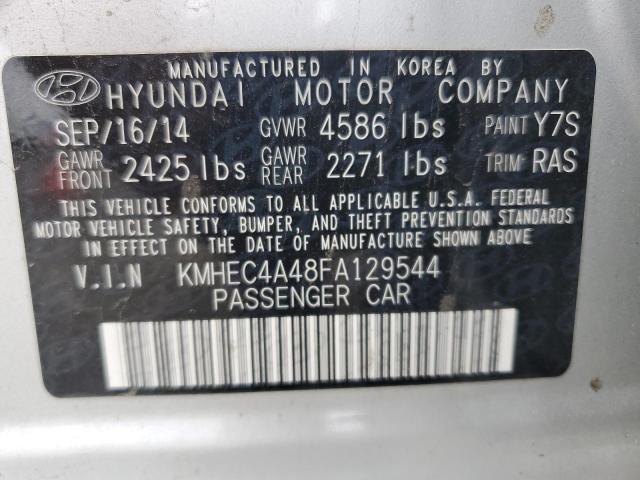 MANUFACTURED IN KOREA BY
HYUNDAI MOTOR COMPANY
SEP/16/14 GVWR 4586 lbs PAINT Y7S
GAWR FRONT 2425 lbs GAWR REAR 2271 lbs TRIM RAS
THIS VEHICLE CONFORMS TO ALL APPLICABLE U.S.A. FEDERAL
MOTOR VEHICLE SAFETY, BUMPER, AND THEFT PREVENTION STANDARDS
IN EFFECT ON THE DATE OF MANUFACTURE SHOWN ABOVE
V.I.N KMHEC4A48FA129544
PASSENGER CAR